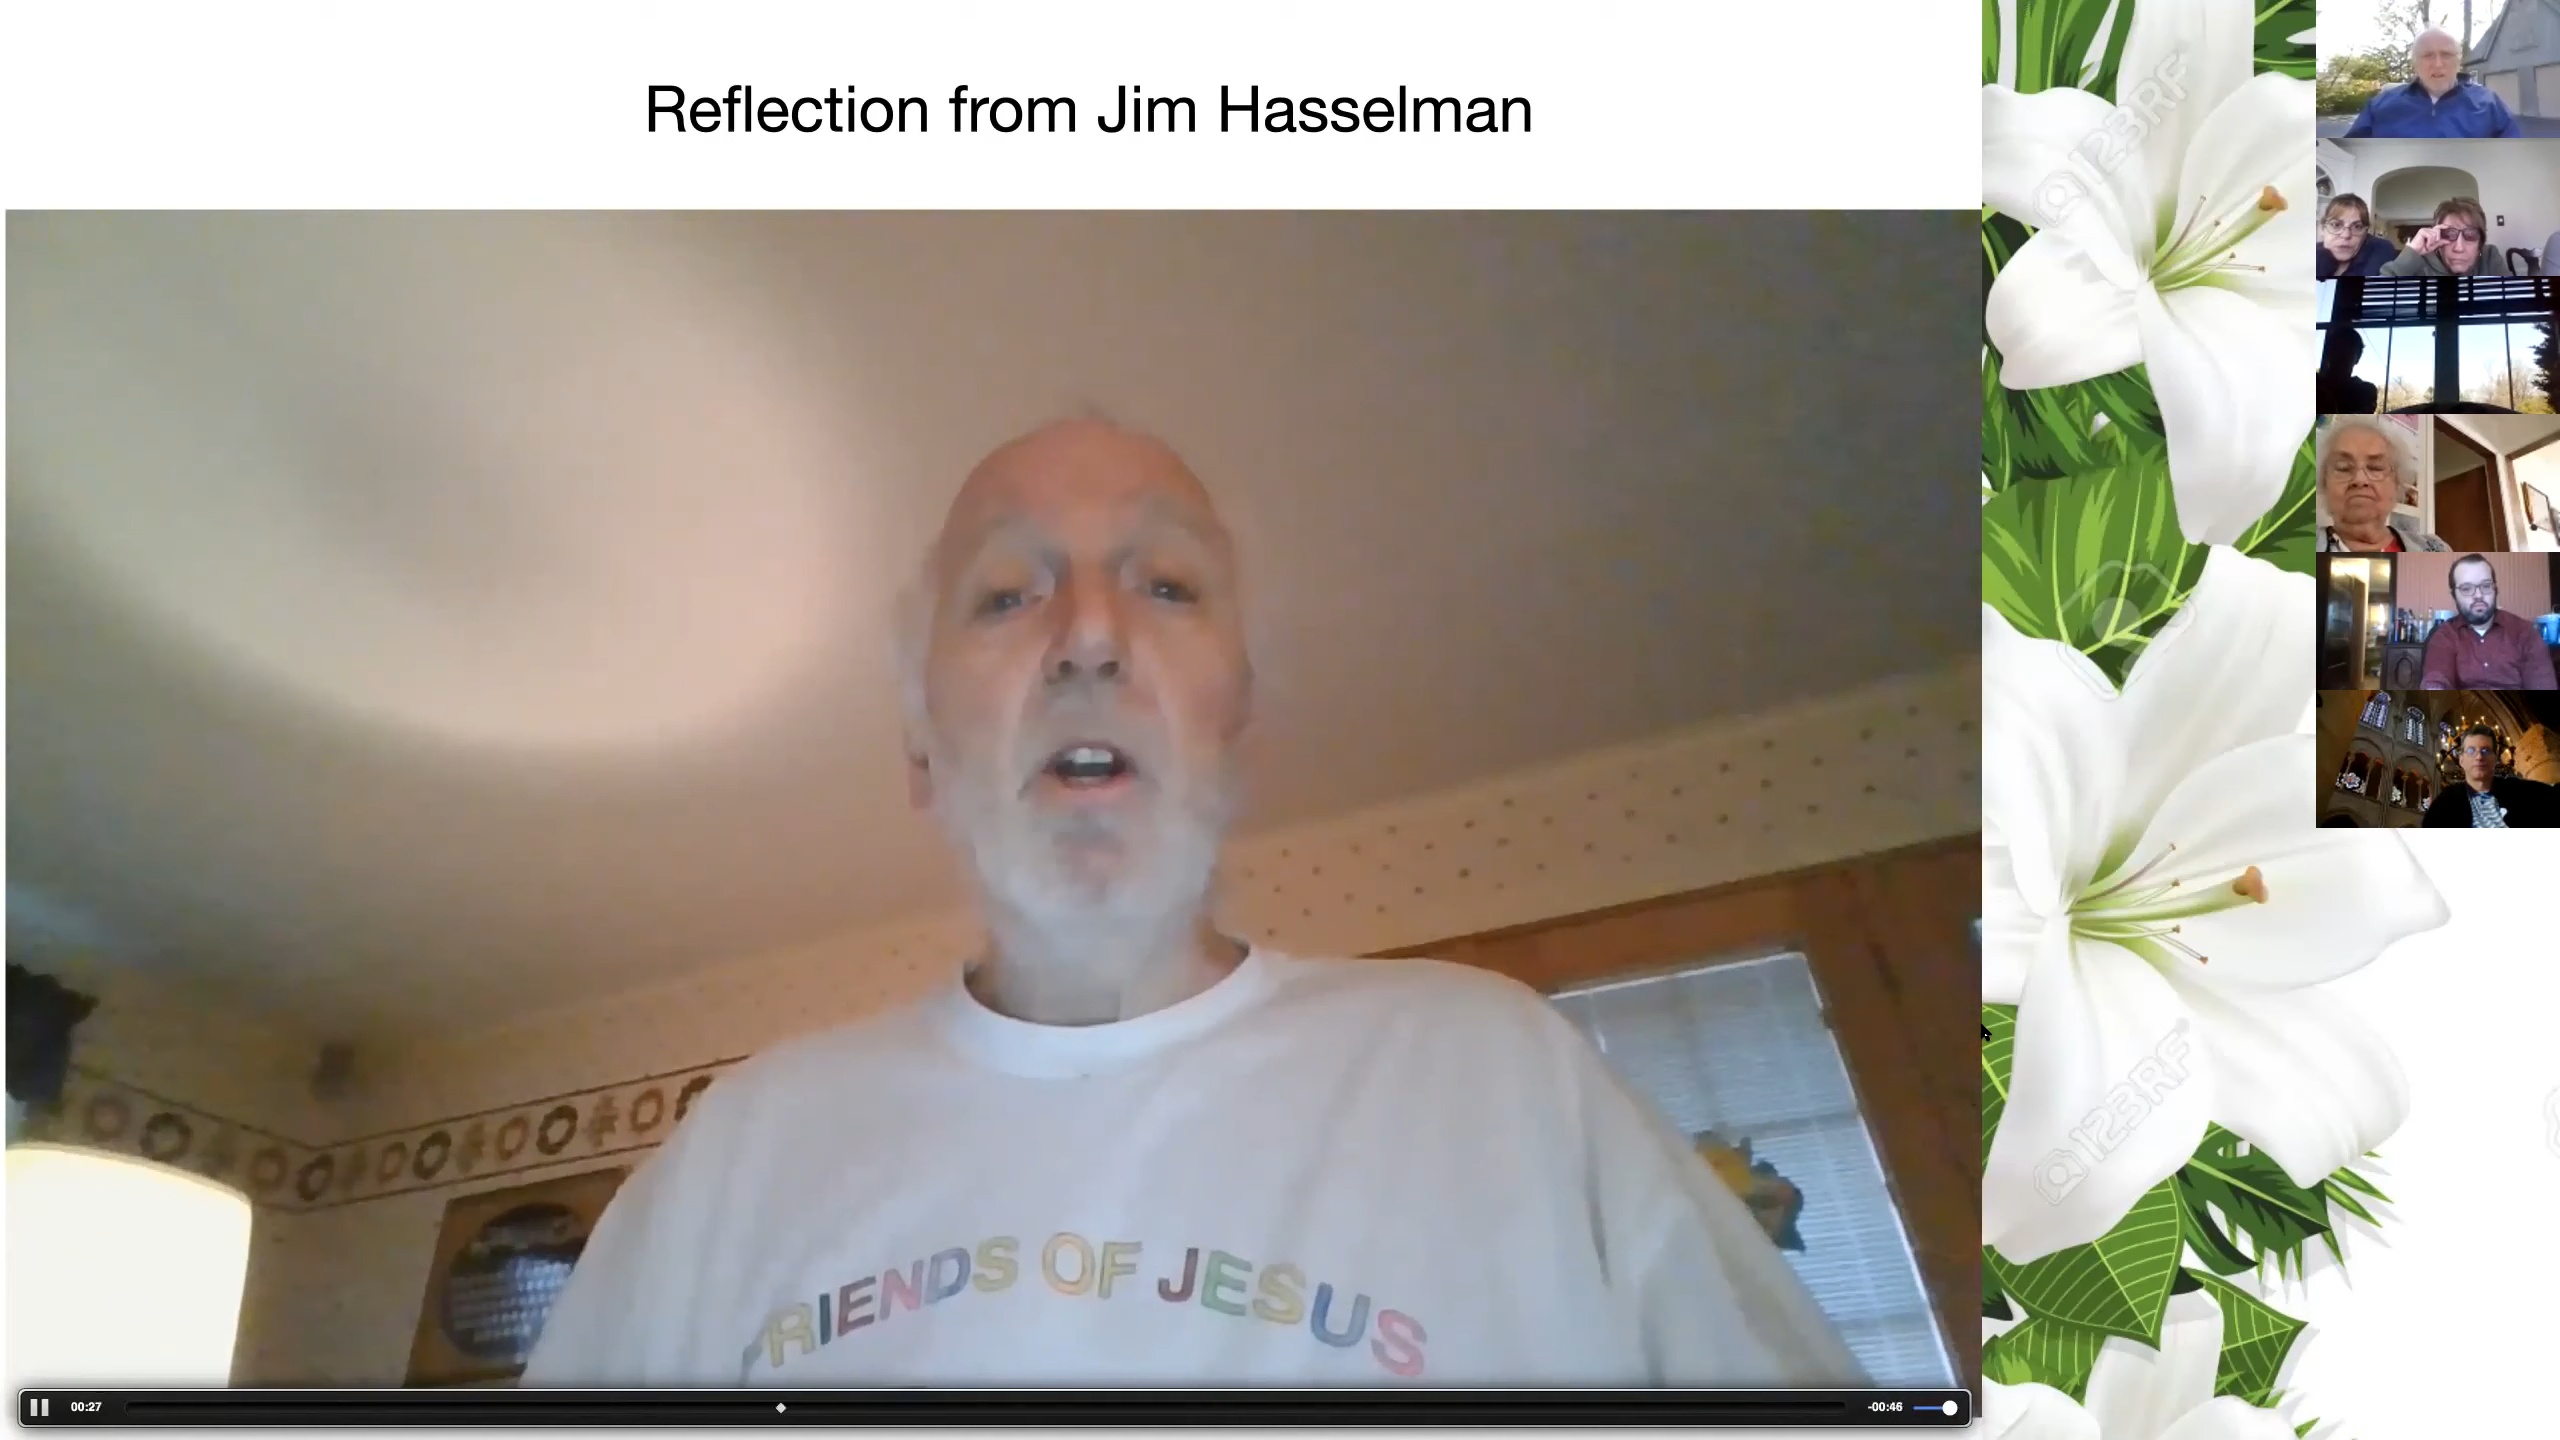 Reflection from Jim Hasselman
123RF
FRIENDS OF JESUS
123RF
00:27
-00:46